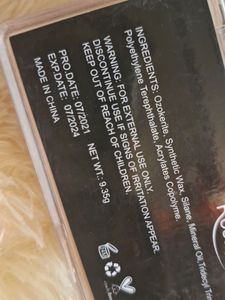 INGREDIENTS: Ozokerite, Synthetic Wax, Silane, Mineral Oil, Tridecyl
Polyethylene Terephthalate, Acrylates Copolyme,
WARNING: FOR EXTERNAL USE ONLY.
DISCONTINUE USE IF SIGNS OF IRRITATION APPEAR.
KEEP OUT OF REACH OF CHILDREN.
PRO.DATE: 07/2021 NET WT.: 9.35g
EXP.DATE: 07/2024
MADE IN CHINA